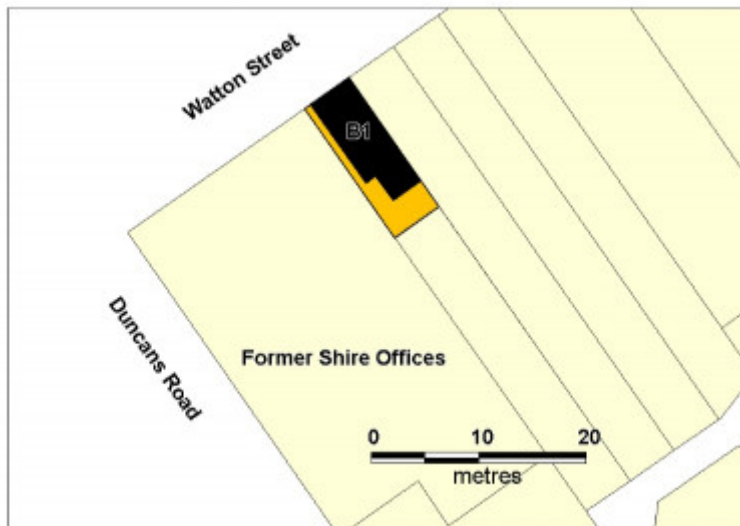 Watton Street
B1
Duncans Road
Former Shire Offices
0 10 20
metres